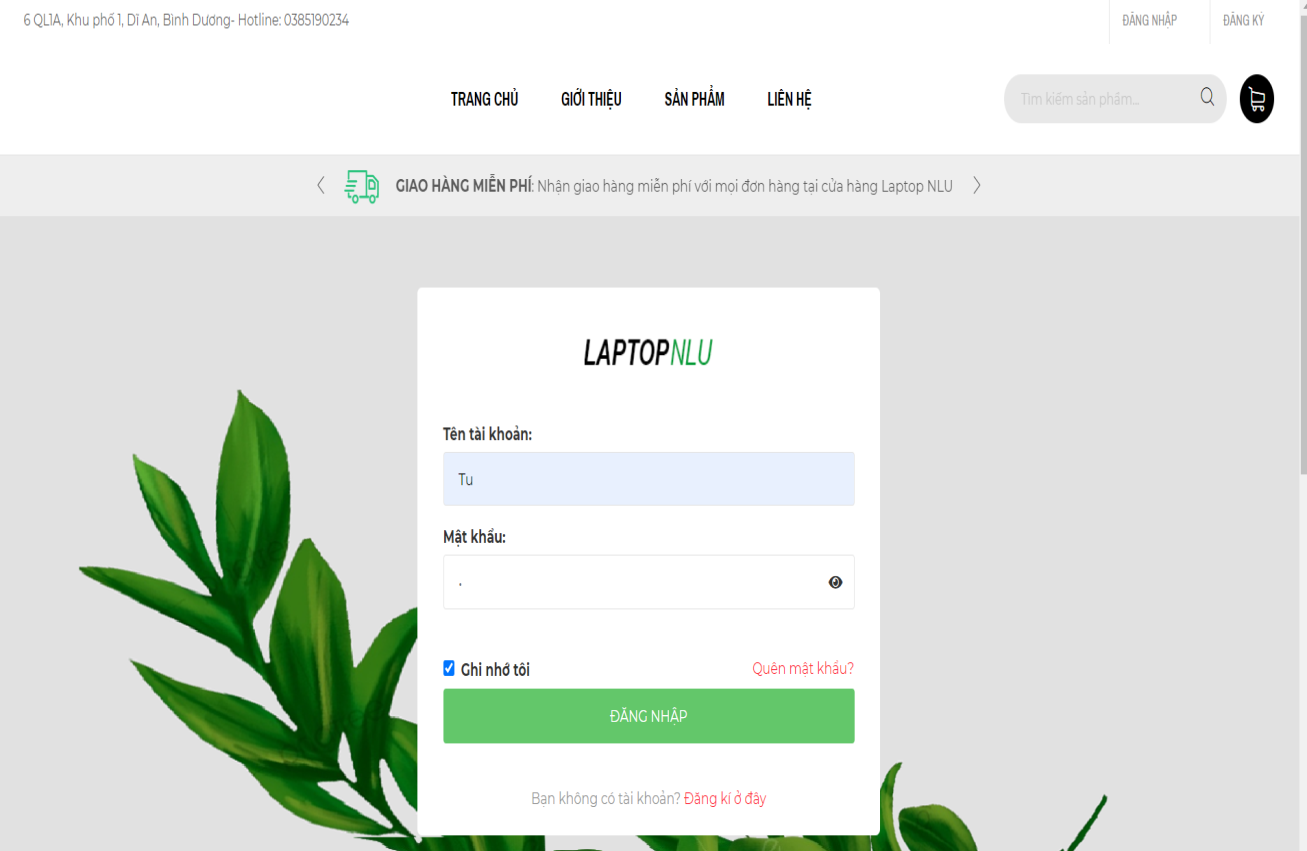 6 QL1A, Khu phố 1, Dĩ An, Bình Dương- Hotline: 0385190234
ĐĂNG NHẬP
ĐĂNG KÝ
TRANG CHỦ
GIỚI THIỆU
SẢN PHẨM
LIÊN HỆ
Tìm kiếm sản phẩm...
GIAO HÀNG MIỄN PHÍ: Nhận giao hàng miễn phí với mọi đơn hàng tại cửa hàng Laptop NLU
LAPTOPNLU
Tên tài khoản:
Tu
Mật khẩu:
Ghi nhớ tôi
Quên mật khẩu?
ĐĂNG NHẬP
Bạn không có tài khoản? Đăng kí ở đây